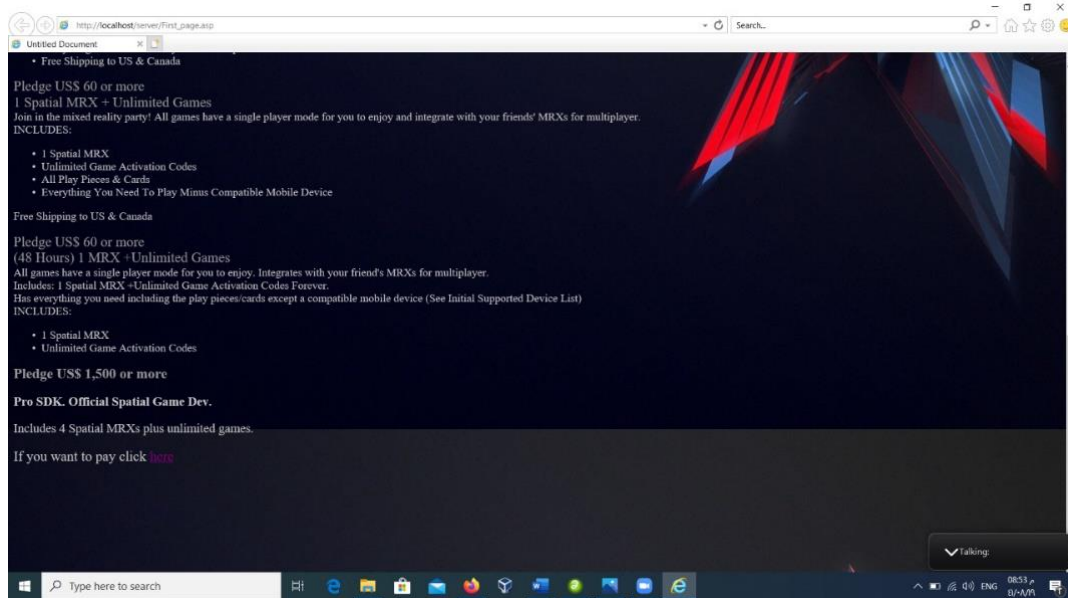 http://localhost/server/First_page.asp
Search...
Untitled Document
• Free Shipping to US & Canada
Pledge US$ 60 or more
1 Spatial MRX + Unlimited Games
Join in the mixed reality party! All games have a single player mode for you to enjoy and integrate with your friends' MRXs for multiplayer.
INCLUDES:
• 1 Spatial MRX
• Unlimited Game Activation Codes
• All Play Pieces & Cards
• Everything You Need To Play Minus Compatible Mobile Device
Free Shipping to US & Canada
Pledge US$ 60 or more
(48 Hours) 1 MRX +Unlimited Games
All games have a single player mode for you to enjoy. Integrates with your friend's MRXs for multiplayer.
Includes: 1 Spatial MRX +Unlimited Game Activation Codes Forever.
Has everything you need including the play pieces/cards except a compatible mobile device (See Initial Supported Device List)
INCLUDES:
• 1 Spatial MRX
• Unlimited Game Activation Codes
Pledge US$ 1,500 or more
Pro SDK. Official Spatial Game Dev.
Includes 4 Spatial MRXs plus unlimited games.
If you want to pay click here
Talking:
Type here to search
ENG
08:53 م